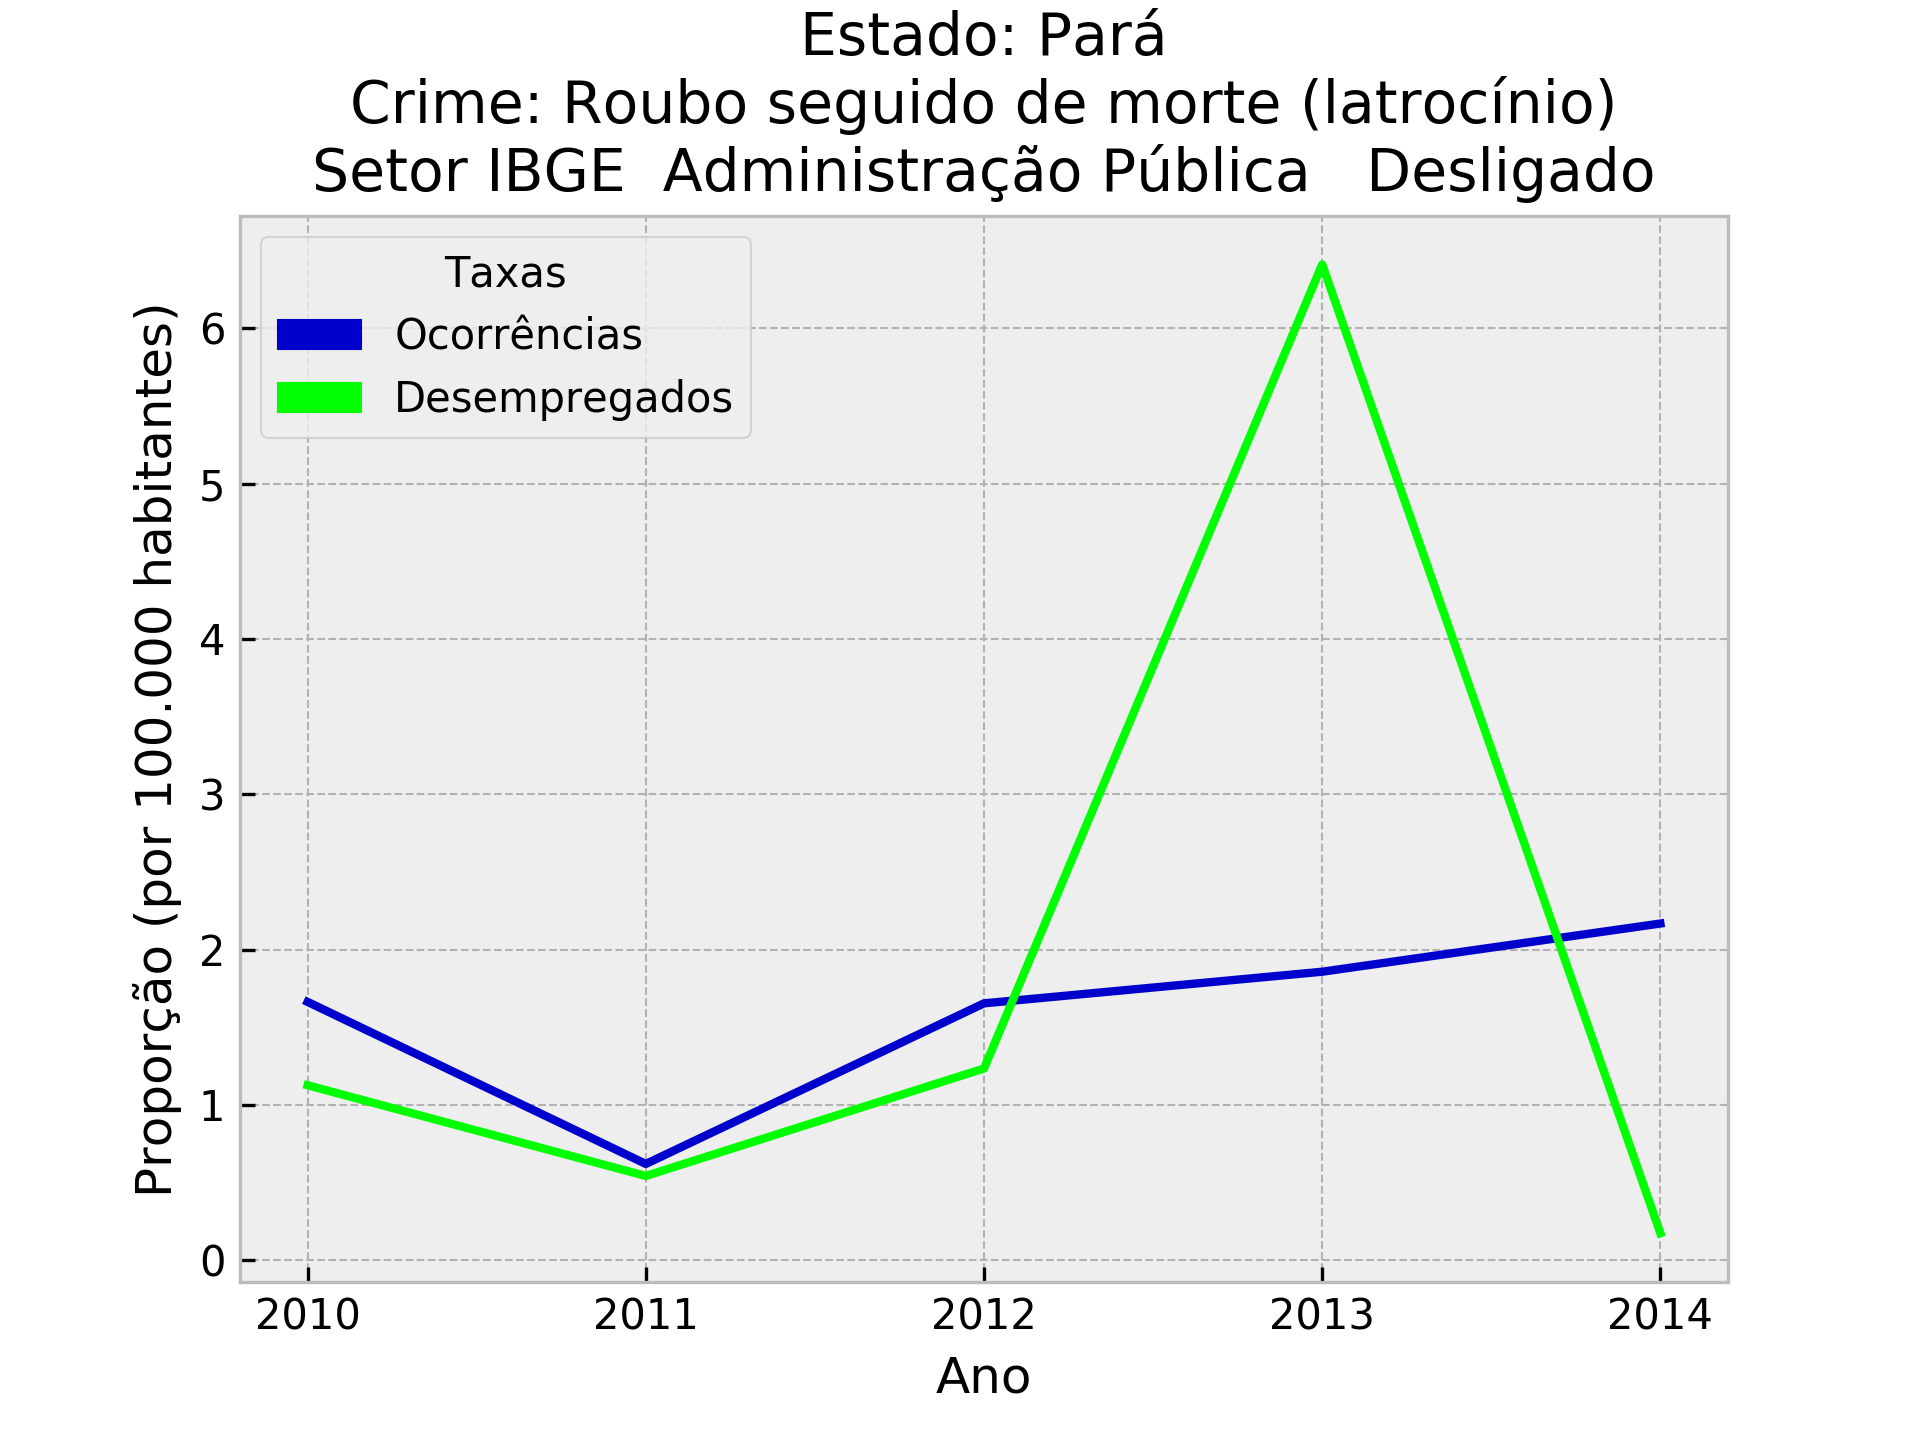 Estado: Pará
Crime: Roubo seguido de morte (latrocínio)
Setor IBGE  Administração Pública   Desligado
Taxas
Ocorrências
Desempregados
Proporção (por 100.000 habitantes)
6
5
4
3
2
1
0
2010 2011 2012 2013 2014
Ano